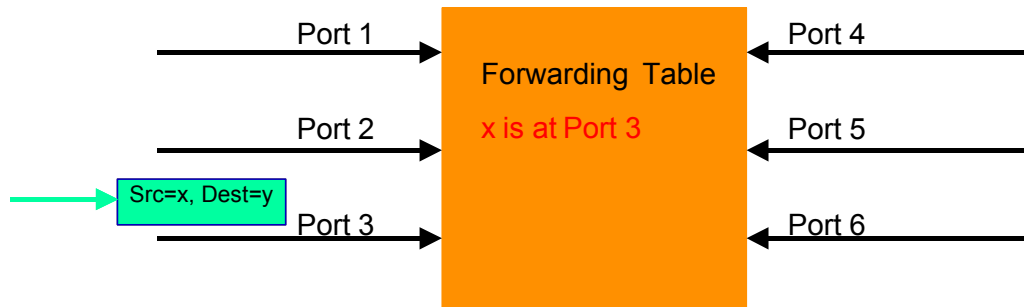 Port 1
Port 4
Forwarding Table
Port 2
x is at Port 3
Port 5
Src=x, Dest=y
Port 3
Port 6